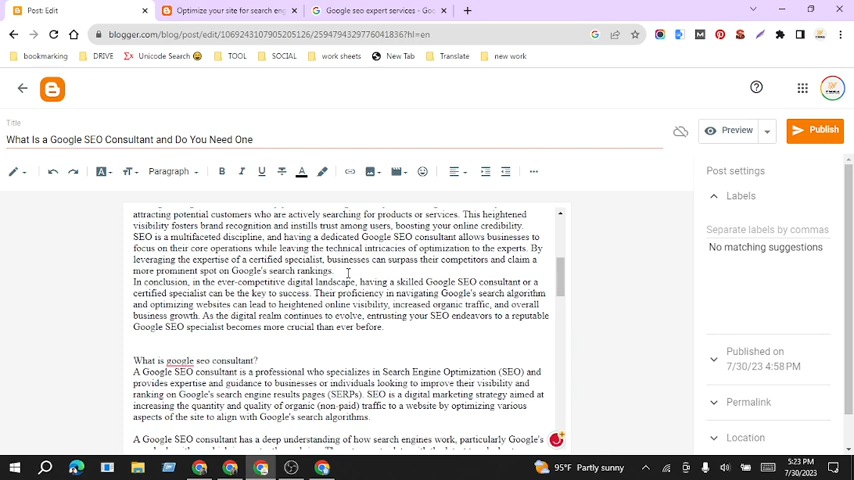 Post: Edit
Optimize your site for search eng
Google seo expert services - Goo
blogger.com/blog/post/edit/1069243107905205126/2594794329776041836?hl=en
bookmarking
DRIVE
Unicode Search
TOOL
SOCIAL
work sheets
New Tab
Translate
new work
Title
What Is a Google SEO Consultant and Do You Need One
Preview
Publish
Paragraph
Post settings
Labels
Separate labels by commas
No matching suggestions
Published on
7/30/23 4:58 PM
Permalink
Location
attracting potential customers who are actively searching for products or services. This heightened
visibility fosters brand recognition and instills trust among users, boosting your online credibility.
SEO is a multifaceted discipline, and having a dedicated Google SEO consultant allows businesses to
focus on their core operations while leaving the technical intricacies of optimization to the experts. By
leveraging the expertise of a certified specialist, businesses can surpass their competitors and claim a
more prominent spot on Google's search rankings.
In conclusion, in the ever-competitive digital landscape, having a skilled Google SEO consultant or a
certified specialist can be the key to success. Their proficiency in navigating Google's search algorithm
and optimizing websites can lead to heightened online visibility, increased organic traffic, and overall
business growth. As the digital realm continues to evolve, entrusting your SEO endeavors to a reputable
Google SEO specialist becomes more crucial than ever before.
What is google seo consultant?
A Google SEO consultant is a professional who specializes in Search Engine Optimization (SEO) and
provides expertise and guidance to businesses or individuals looking to improve their visibility and
ranking on Google's search engine results pages (SERPs). SEO is a digital marketing strategy aimed at
increasing the quantity and quality of organic (non-paid) traffic to a website by optimizing various
aspects of the site to align with Google's search algorithms.
A Google SEO consultant has a deep understanding of how search engines work, particularly Google's
95°F Partly sunny
5:23 PM
7/30/2023